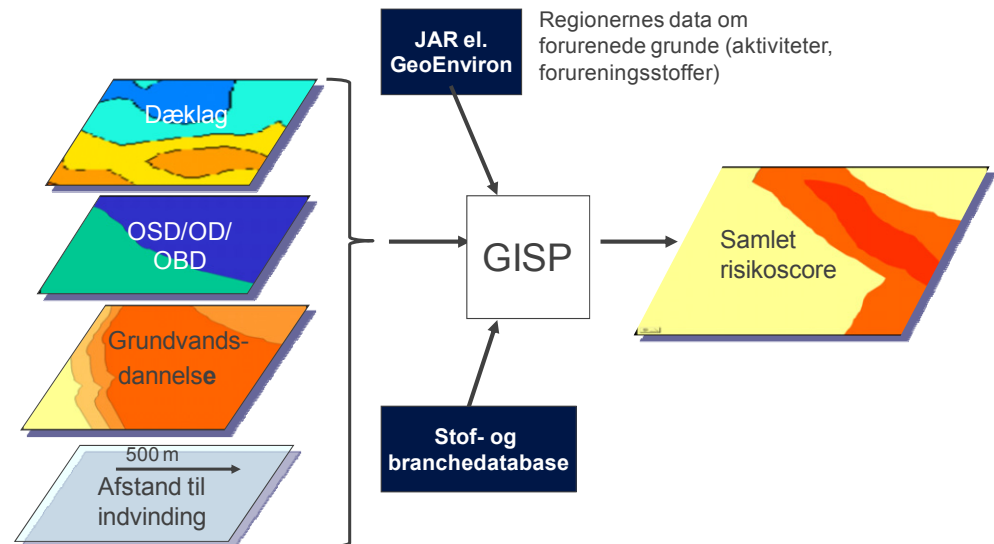 JAR el.
GeoEnviron
Regionernes data om
forurenede grunde (aktiviteter,
forureningsstoffer)
Dæklag
OSD/OD/
OBD
Grundvands-
dannelse
500 m
Afstand til
indvinding
GISP
Samlet
risikoscore
Stof- og
branchedatabase